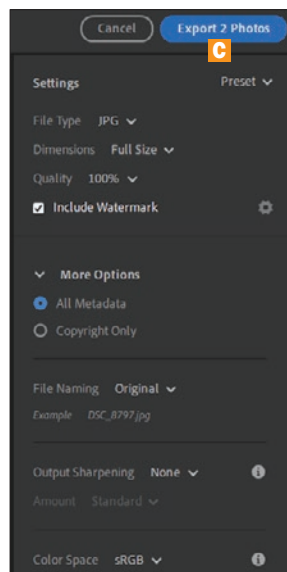 Cancel Export 2 Photos
C
Settings Preset
File Type JPG
Dimensions Full Size
Quality 100%
Include Watermark
More Options
All Metadata
Copyright Only
File Naming Original
Example DSC_8797.jpg
Output Sharpening None
Amount Standard
Color Space sRGB